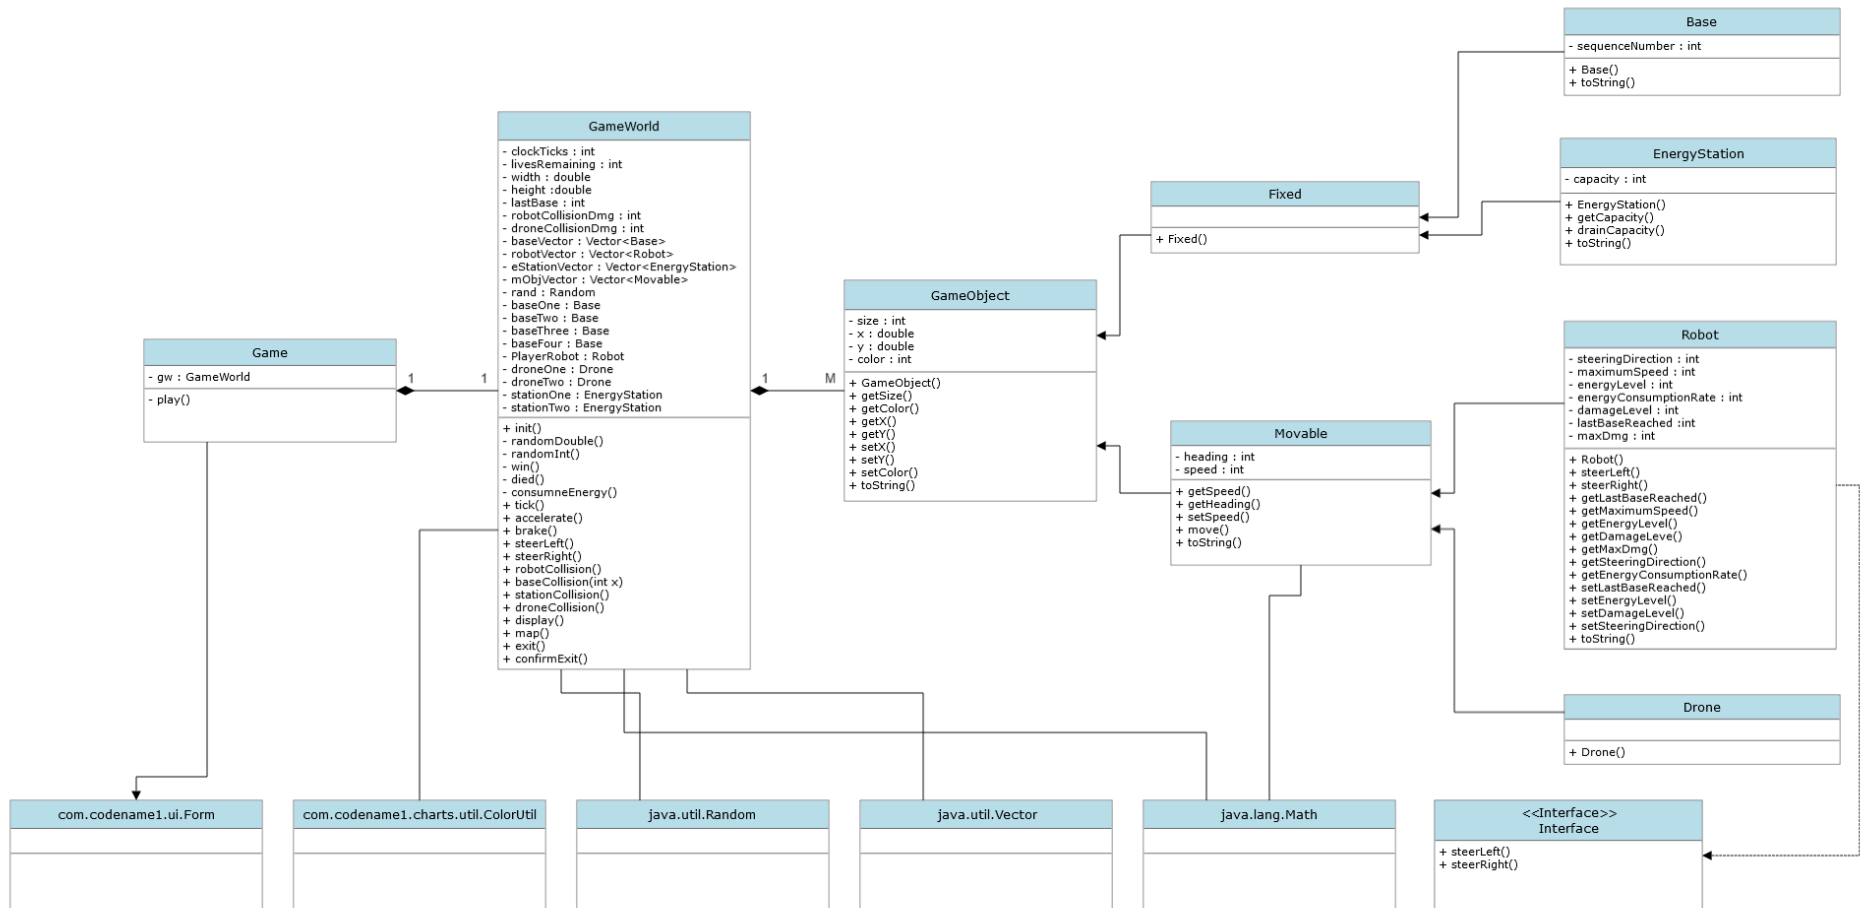 Base
- sequenceNumber : int
+ Base()
+ toString()
GameWorld
- clockTicks : int
- livesRemaining : int
- width : double
- height :double
- lastBase : int
- robotCollisionDmg : int
- droneCollisionDmg : int
- baseVector : Vector<Base>
- robotVector : Vector<Robot>
- eStationVector : Vector<EnergyStation>
- mObjVector : Vector<Movable>
- rand : Random
- baseOne : Base
- baseTwo : Base
- baseThree : Base
- baseFour : Base
- PlayerRobot : Robot
- droneOne : Drone
- droneTwo : Drone
- stationOne : EnergyStation
- stationTwo : EnergyStation
+ init()
- randomDouble()
- randomInt()
- win()
- died()
- consumneEnergy()
+ tick()
+ accelerate()
+ brake()
+ steerLeft()
+ steerRight()
+ robotCollision()
+ baseCollision(int x)
+ stationCollision()
+ droneCollision()
+ display()
+ map()
+ exit()
+ confirmExit()
EnergyStation
- capacity : int
+ EnergyStation()
+ getCapacity()
+ drainCapacity()
+ toString()
Fixed
+ Fixed()
GameObject
- size : int
- x : double
- y : double
- color : int
+ GameObject()
+ getSize()
+ getColor()
+ getX()
+ getY()
+ setX()
+ setY()
+ setColor()
+ toString()
Robot
- steeringDirection : int
- maximumSpeed : int
- energyLevel : int
- energyConsumptionRate : int
- damageLevel : int
- lastBaseReached :int
- maxDmg : int
+ Robot()
+ steerLeft()
+ steerRight()
+ getLastBaseReached()
+ getMaximumSpeed()
+ getEnergyLevel()
+ getDamageLeve()
+ getMaxDmg()
+ getSteeringDirection()
+ getEnergyConsumptionRate()
+ setLastBaseReached()
+ setEnergyLevel()
+ setDamageLevel()
+ setSteeringDirection()
+ toString()
Game
- gw : GameWorld
- play()
1
1
1
M
Movable
- heading : int
- speed : int
+ getSpeed()
+ getHeading()
+ setSpeed()
+ move()
+ toString()
Drone
+ Drone()
com.codename1.ui.Form
com.codename1.charts.util.ColorUtil
java.util.Random
java.util.Vector
java.lang.Math
<<Interface>>
Interface
+ steerLeft()
+ steerRight()